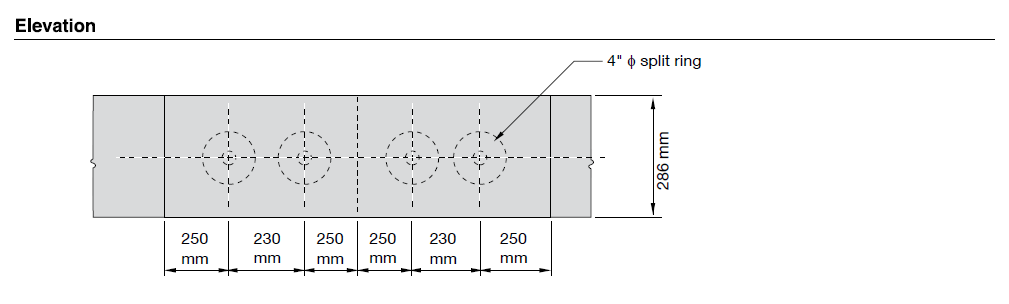 Elevation
4" ϕ split ring
286 mm
250 230 250 250 230 250
mm mm mm mm mm mm